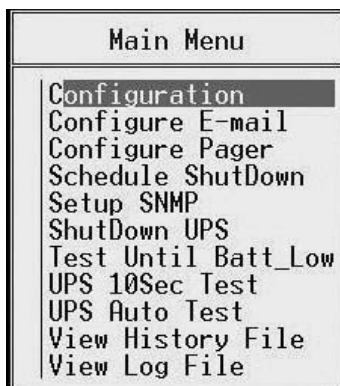 Main Menu
Configuration
Configure E-mail
Configure Pager
Schedule ShutDown
Setup SNMP
ShutDown UPS
Test Until Batt_Low
UPS 10Sec Test
UPS Auto Test
View History File
View Log File